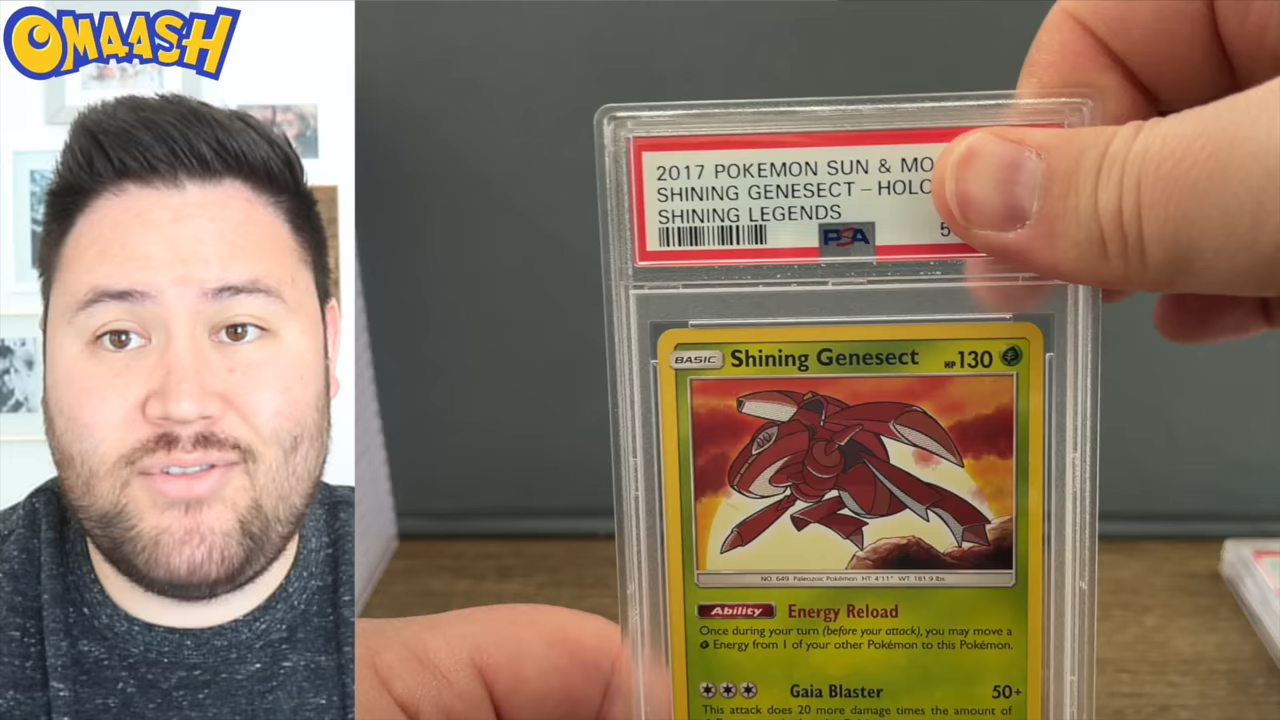 OMAASH
2017 POKEMON SUN & MO
SHINING GENESECT - HOLO
SHINING LEGENDS
PSA
5
BASIC Shining Genesect HP 130
NO. 649 Paleozoic Pokémon HT: 4'11" WT: 181.9 lbs
Ability Energy Reload
Once during your turn (before your attack), you may move a
Energy from 1 of your other Pokémon to this Pokémon.
Gaia Blaster 50+
This attack does 20 more damage times the amount of